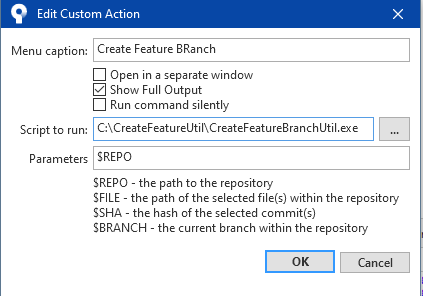 Edit Custom Action
Menu caption: Create Feature BRanch
Open in a separate window
Show Full Output
Run command silently
Script to run: C:\CreateFeatureUtil\CreateFeatureBranchUtil.exe ...
Parameters $REPO
$REPO - the path to the repository
$FILE - the path of the selected file(s) within the repository
$SHA - the hash of the selected commit(s)
$BRANCH - the current branch within the repository
OK Cancel